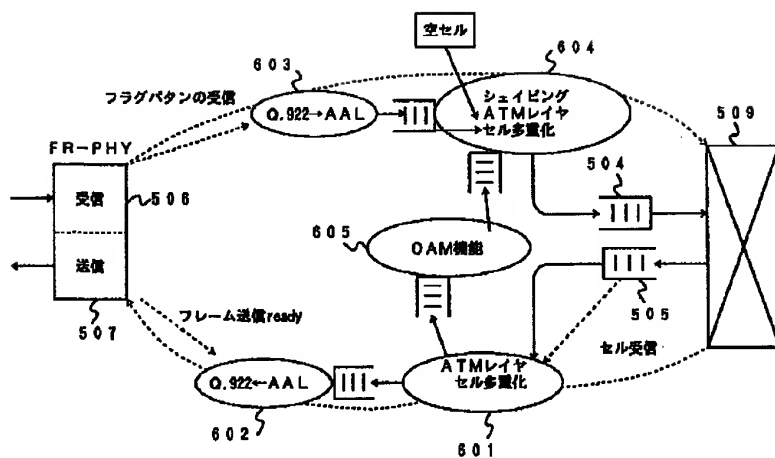 空セル
603
604
フラグパタンの受信
Q.922→AAL
シェイピング
ATMレイヤ
セル多重化
FR-PHY
509
受信
506
504
605
OAM機能
送信
505
507
フレーム送信ready
セル受信
Q.922←AAL
ATMレイヤ
セル多重化
602
601